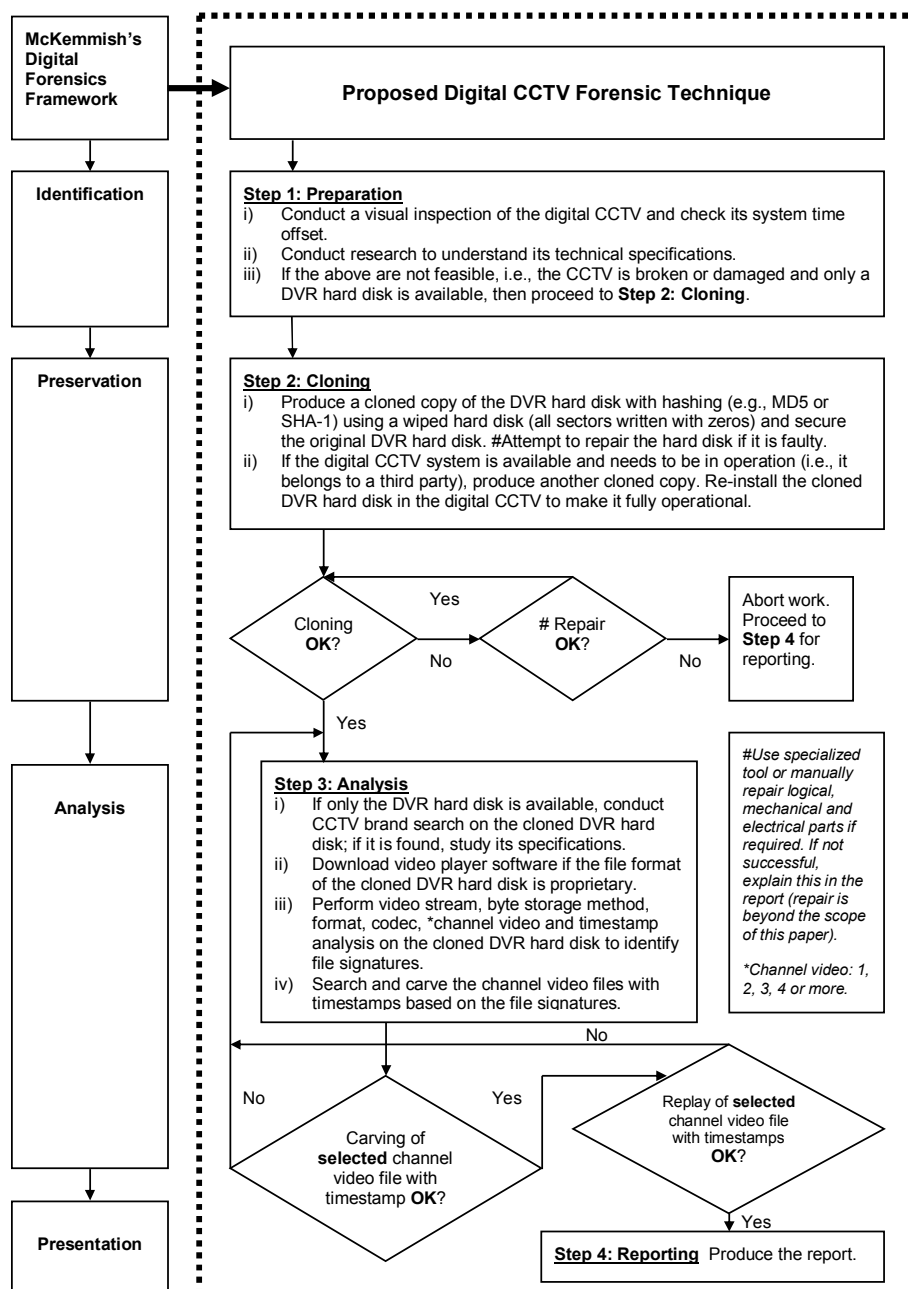 McKemmish's
Digital
Forensics
Framework
Proposed Digital CCTV Forensic Technique
Identification
Step 1: Preparation
i) Conduct a visual inspection of the digital CCTV and check its system time
offset.
ii) Conduct research to understand its technical specifications.
iii) If the above are not feasible, i.e., the CCTV is broken or damaged and only a
DVR hard disk is available, then proceed to Step 2: Cloning.
Preservation
Step 2: Cloning
i) Produce a cloned copy of the DVR hard disk with hashing (e.g., MD5 or
SHA-1) using a wiped hard disk (all sectors written with zeros) and secure
the original DVR hard disk. #Attempt to repair the hard disk if it is faulty.
ii) If the digital CCTV system is available and needs to be in operation (i.e., it
belongs to a third party), produce another cloned copy. Re-install the cloned
DVR hard disk in the digital CCTV to make it fully operational.
Cloning
OK?
Yes
No
# Repair
OK?
No
Abort work.
Proceed to
Step 4 for
reporting.
Yes
Analysis
Step 3: Analysis
i) If only the DVR hard disk is available, conduct
CCTV brand search on the cloned DVR hard
disk; if it is found, study its specifications.
ii) Download video player software if the file format
of the cloned DVR hard disk is proprietary.
iii) Perform video stream, byte storage method,
format, codec, *channel video and timestamp
analysis on the cloned DVR hard disk to identify
file signatures.
iv) Search and carve the channel video files with
timestamps based on the file signatures.
#Use specialized
tool or manually
repair logical,
mechanical and
electrical parts if
required. If not
successful,
explain this in the
report (repair is
beyond the scope
of this paper).
*Channel video: 1,
2, 3, 4 or more.
No
No
Yes
Carving of
selected channel
video file with
timestamp OK?
Replay of selected
channel video file
with timestamps
OK?
Yes
Presentation
Step 4: Reporting Produce the report.